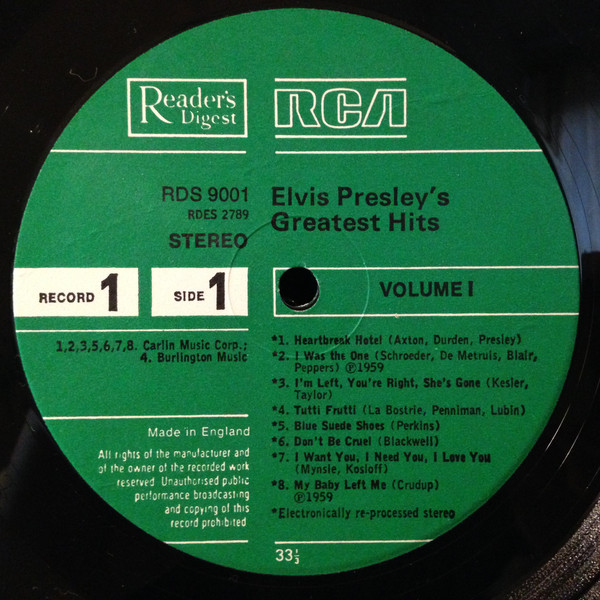 Reader's
Digest
RCA
RDS 9001
RDES 2789
STEREO
Elvis Presley's
Greatest Hits
RECORD 1
SIDE 1
VOLUME I
1,2,3,5,6,7,8. Carlin Music Corp.;
4. Burlington Music
*1. Heartbreak Hotel (Axton, Durden, Presley)
*2. I Was the One (Schroeder, De Metruis, Blair,
Peppers) ℗1959
*3. I'm Left, You're Right, She's Gone (Kesler,
Taylor)
*4. Tutti Frutti (La Bostrie, Penniman, Lubin)
*5. Blue Suede Shoes (Perkins)
*6. Don't Be Cruel (Blackwell)
*7. I Want You, I Need You, I Love You
(Mynsie, Kosloff)
*8. My Baby Left Me (Crudup)
℗1959
*Electronically re-processed stereo
Made in England
All rights of the manufacturer and
of the owner of the recorded work
reserved. Unauthorised public
performance broadcasting
and copying of this
record prohibited
33⅓